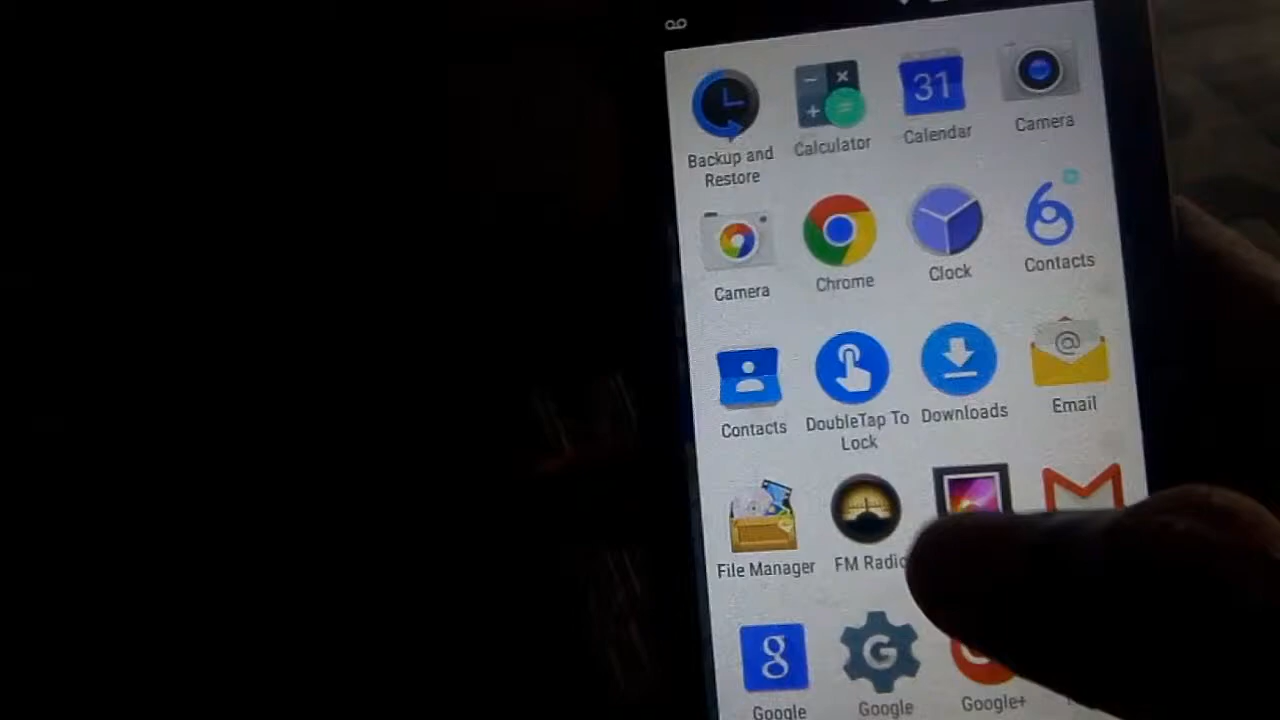 Backup and
Restore
Calculator
31
Calendar
Camera
Camera
Chrome
Clock
Contacts
Contacts
DoubleTap To
Lock
Downloads
@
Email
File Manager
FM Radio
g
Google
G
Google
Google+